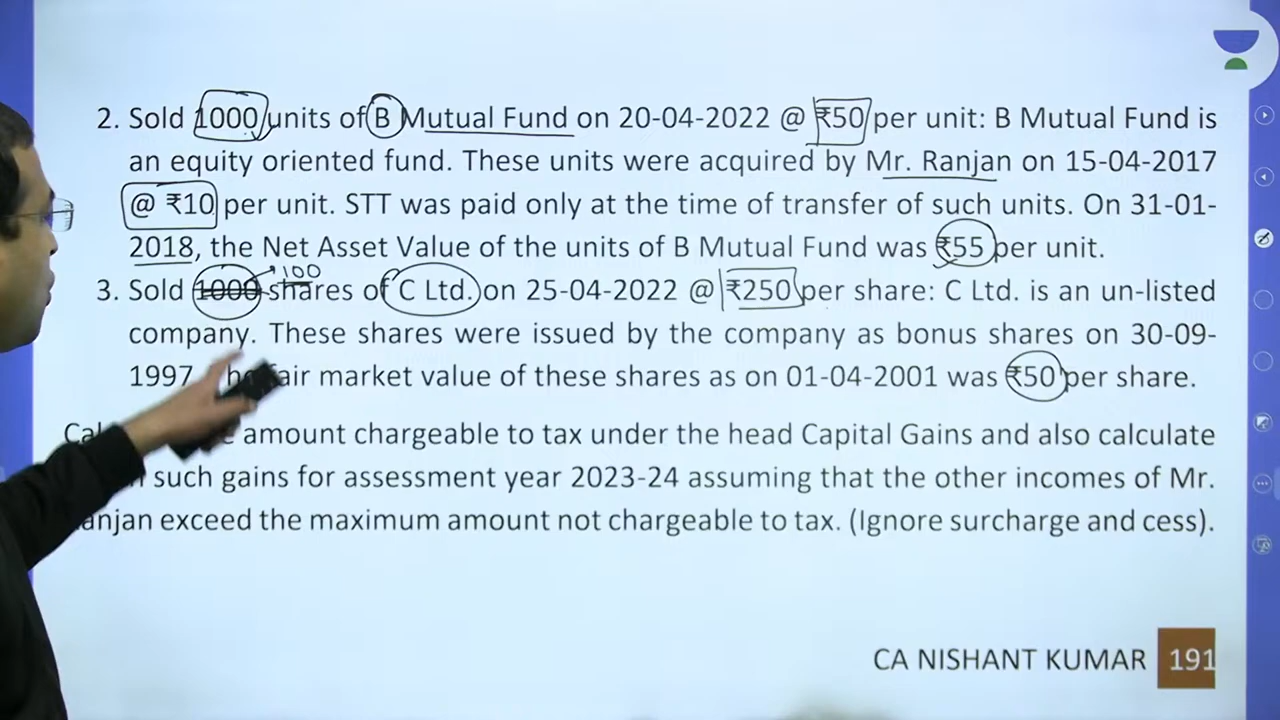 2. Sold 1000 units of B Mutual Fund on 20-04-2022 @ ₹50 per unit: B Mutual Fund is
an equity oriented fund. These units were acquired by Mr. Ranjan on 15-04-2017
@ ₹10 per unit. STT was paid only at the time of transfer of such units. On 31-01-
2018, the Net Asset Value of the units of B Mutual Fund was ₹55 per unit.
100
3. Sold 1000 shares of C Ltd. on 25-04-2022 @ ₹250 per share: C Ltd. is an un-listed
company. These shares were issued by the company as bonus shares on 30-09-
1997 fair market value of these shares as on 01-04-2001 was ₹50 per share.
amount chargeable to tax under the head Capital Gains and also calculate
such gains for assessment year 2023-24 assuming that the other incomes of Mr.
exceed the maximum amount not chargeable to tax. (Ignore surcharge and cess).
CA NISHANT KUMAR 191